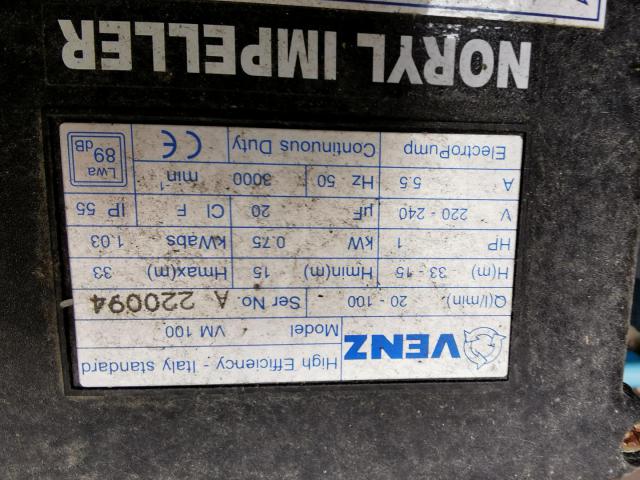 VENZ
High Efficiency - Italy standard
Model VM 100
Q(l/min) 20 - 100 Ser No. A 220094
H(m) 33 - 15 Hmin(m) 15 Hmax(m) 33
HP 1 kW 0.75 kWabs 1.03
V 220 - 240 µF 20 Cl F IP 55
A 5.5 Hz 50 3000 min-1 Lwa 89 dB
ElectroPump Continuous Duty CE
NORYL IMPELLER